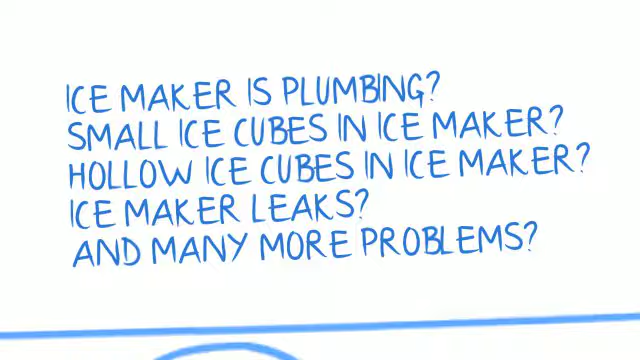 ICE MAKER IS PLUMBING?
SMALL ICE CUBES IN ICE MAKER?
HOLLOW ICE CUBES IN ICE MAKER?
ICE MAKER LEAKS?
AND MANY MORE PROBLEMS?